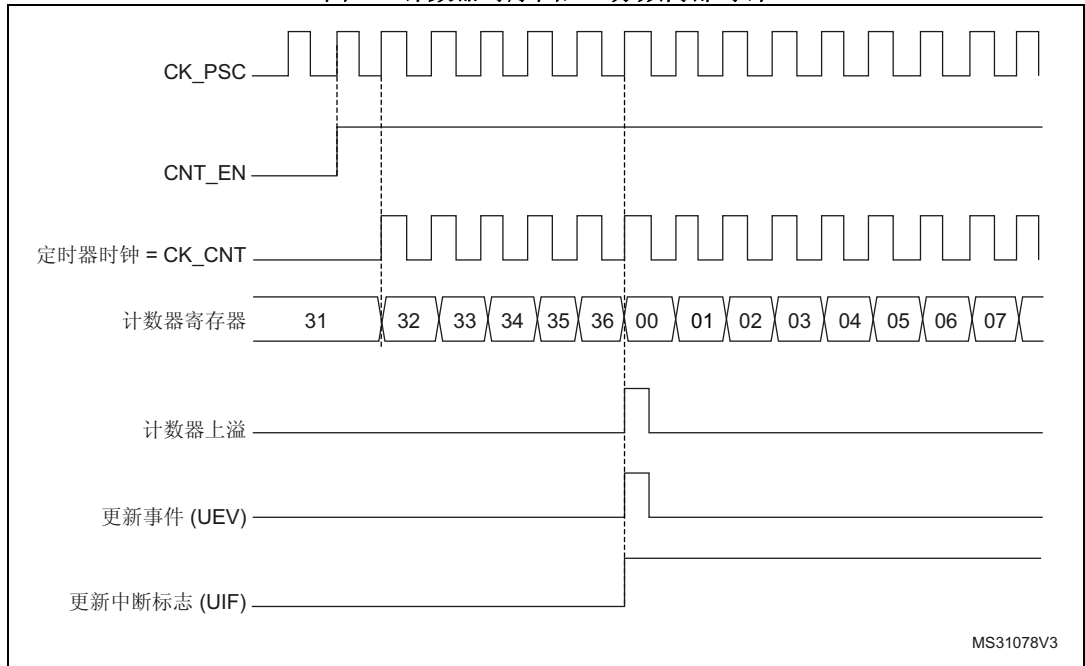 CK_PSC
CNT_EN
定时器时钟 = CK_CNT
计数器寄存器 31 32 33 34 35 36 00 01 02 03 04 05 06 07
计数器上溢
更新事件 (UEV)
更新中断标志 (UIF)
MS31078V3